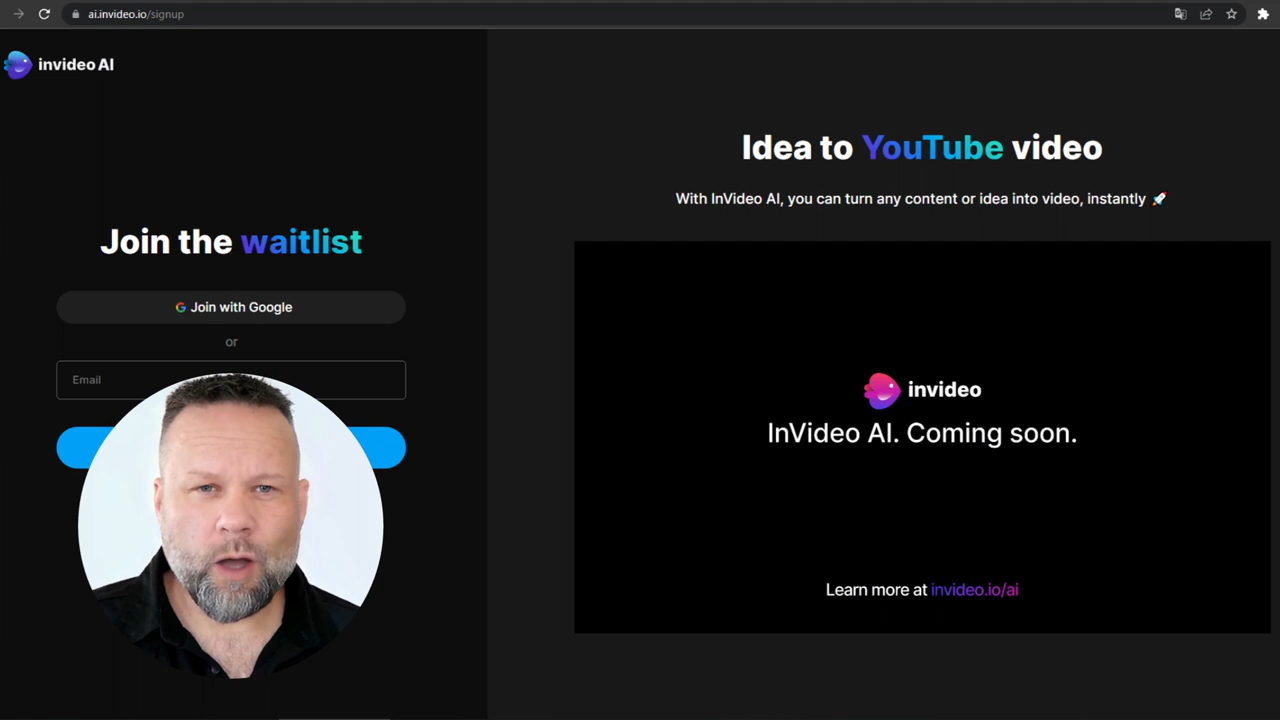 ai.invideo.io/signup
invideo AI
Join the waitlist
Join with Google
or
Email
Idea to YouTube video
With InVideo AI, you can turn any content or idea into video, instantly 🚀
invideo
InVideo AI. Coming soon.
Learn more at invideo.io/ai